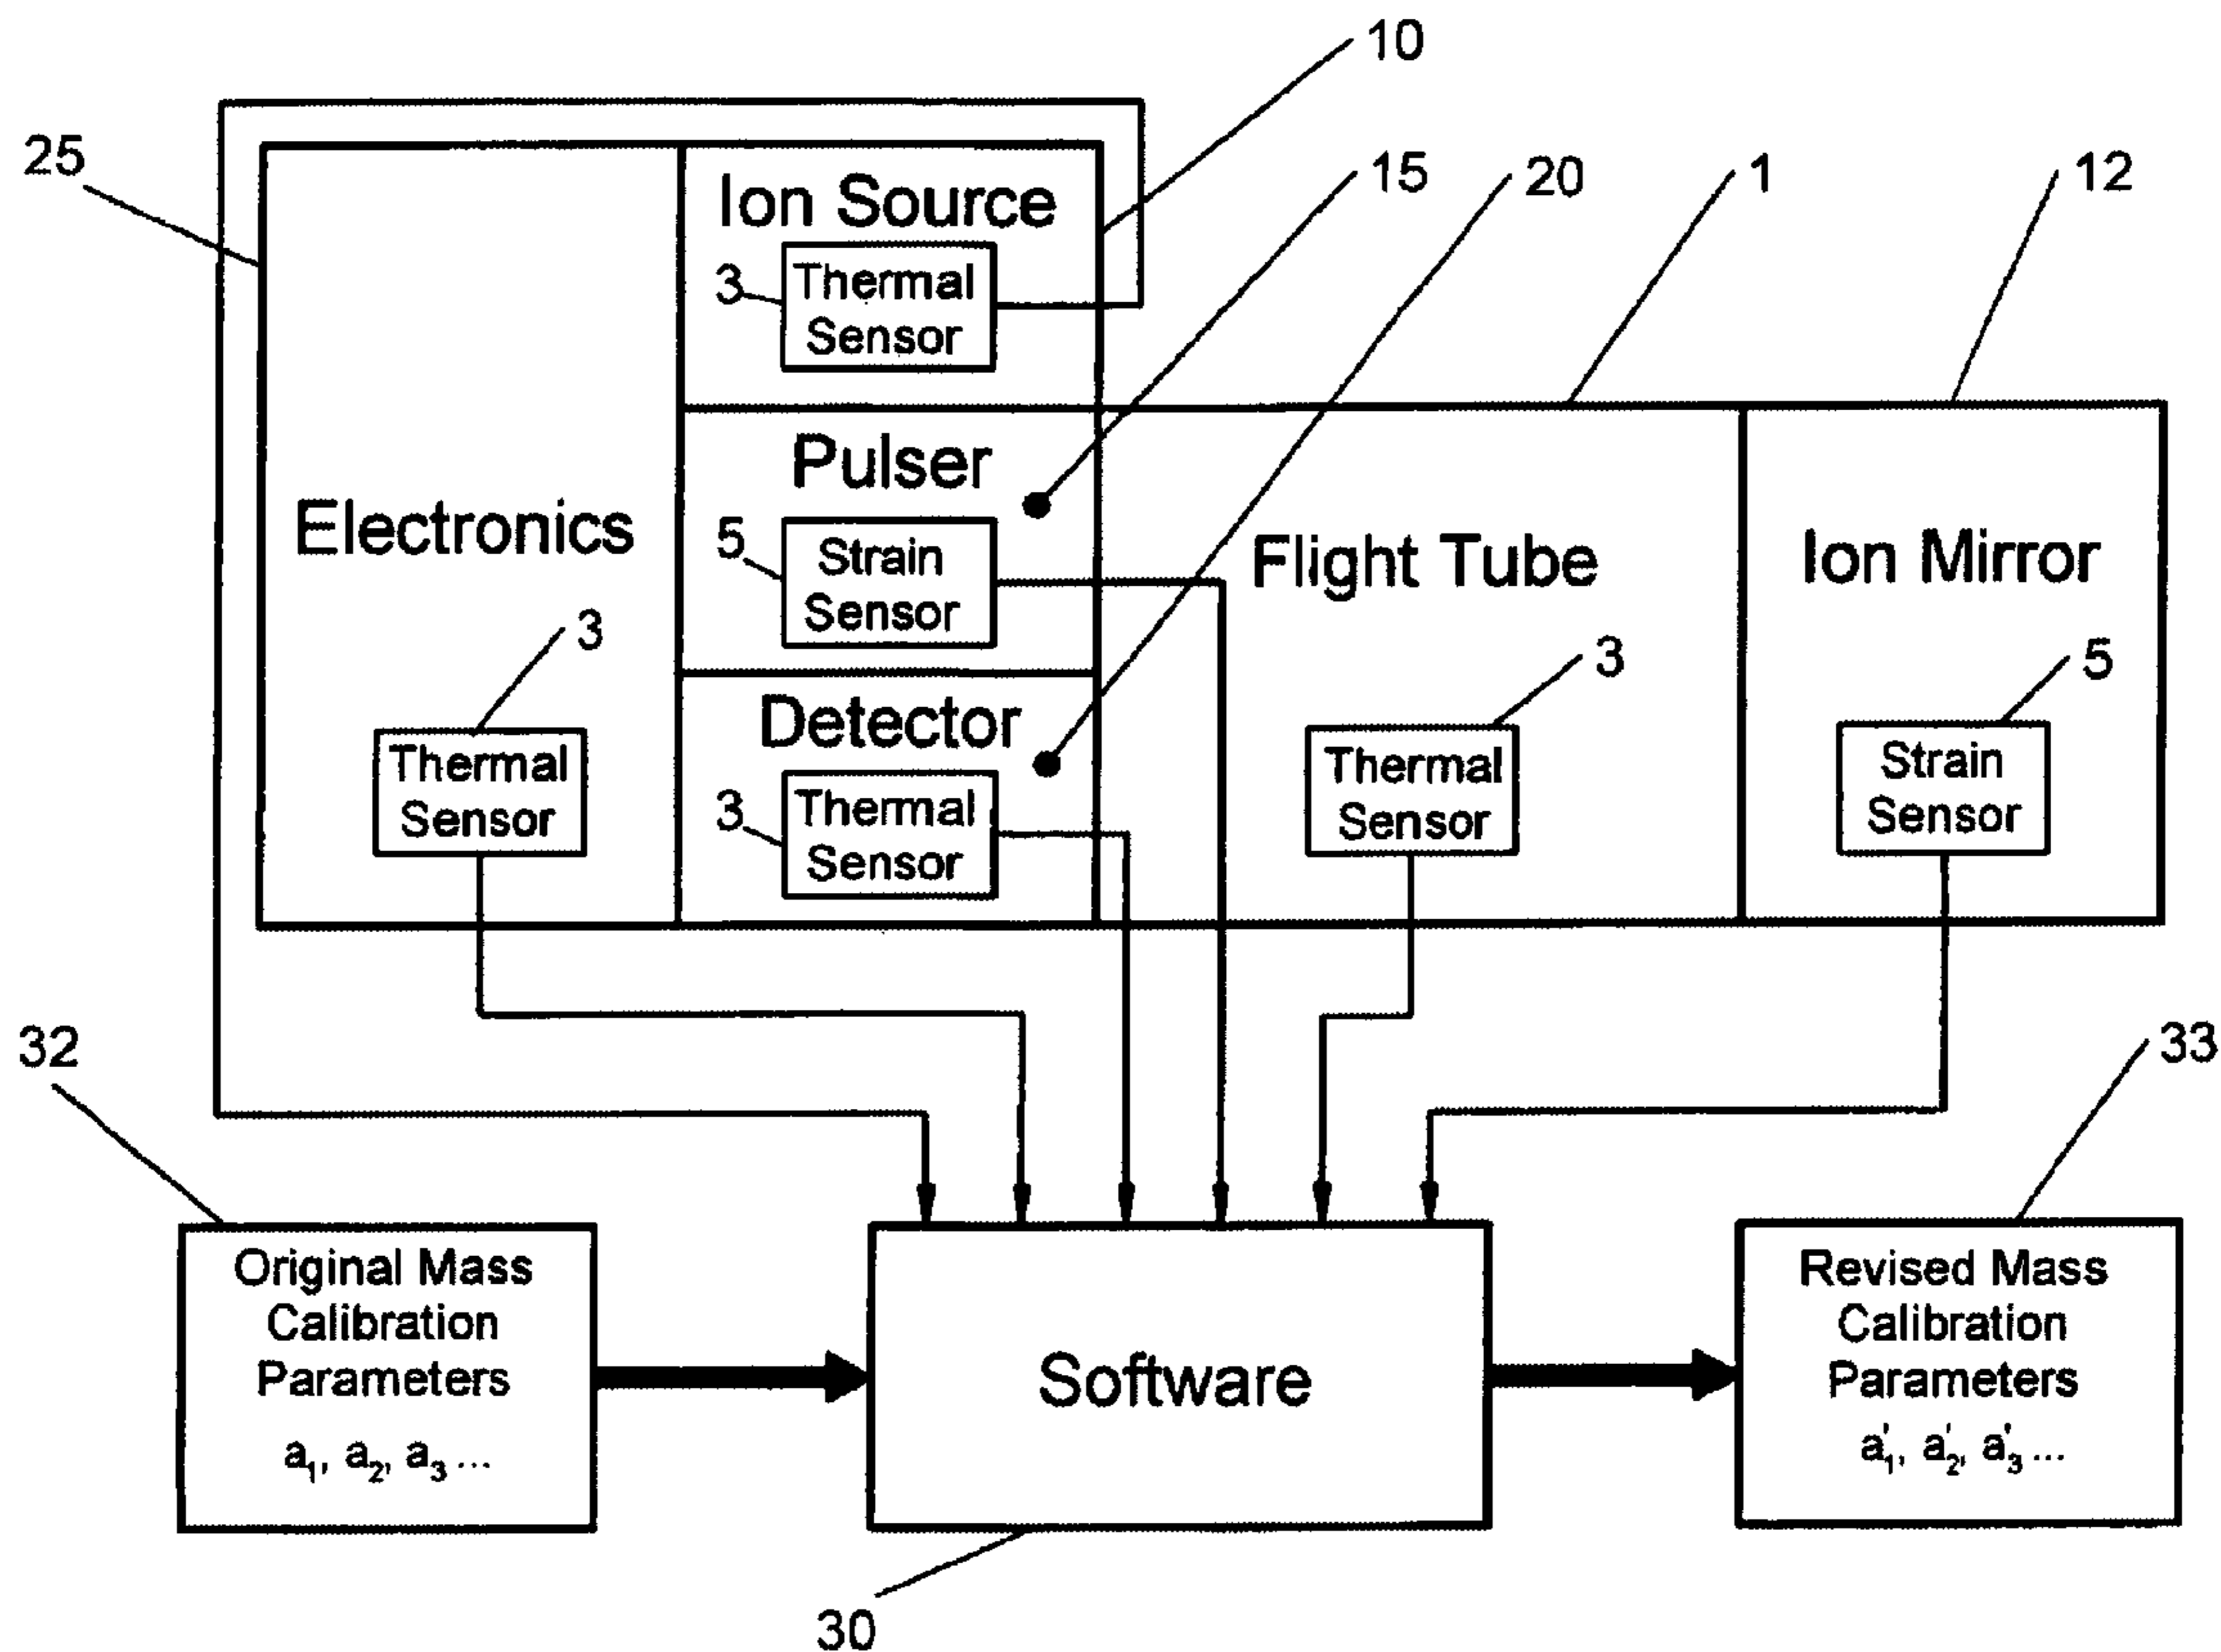 10
25
15
20
1
12
Ion Source
3
Thermal
Sensor
Pulser
Electronics
5
Strain
Sensor
Flight Tube
Ion Mirror
3
3
5
Detector
Thermal
Sensor
3
Thermal
Sensor
Thermal
Sensor
Strain
Sensor
32
33
Original Mass
Calibration
Parameters
a₁, a₂, a₃ ...
Software
Revised Mass
Calibration
Parameters
a'₁, a'₂, a'₃ ...
30